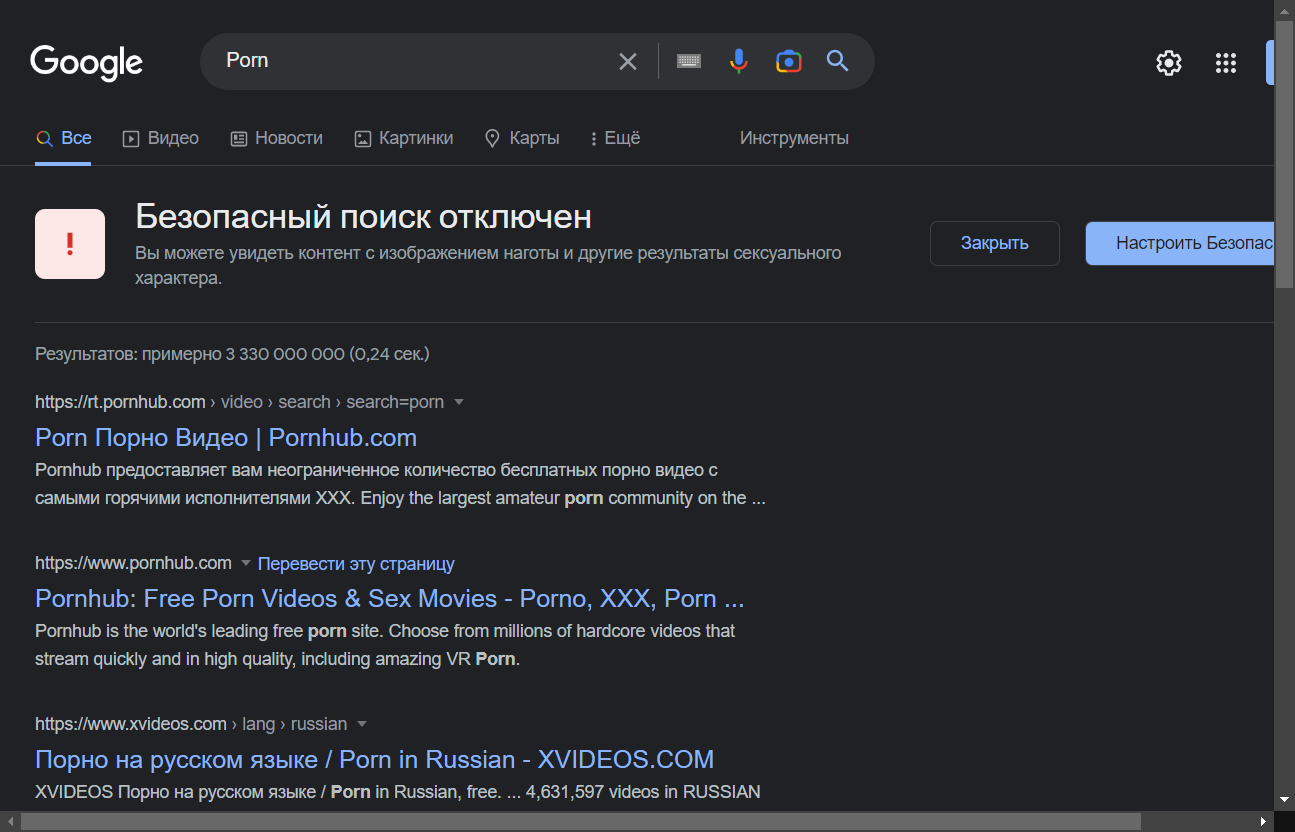 Google
Porn
Все Видео Новости Картинки Карты Ещё Инструменты
Безопасный поиск отключен
Вы можете увидеть контент с изображением наготы и другие результаты сексуального
характера.
Закрыть
Настроить Безопас
Результатов: примерно 3 330 000 000 (0,24 сек.)
https://rt.pornhub.com › video › search › search=porn
Porn Порно Видео | Pornhub.com
Pornhub предоставляет вам неограниченное количество бесплатных порно видео с
самыми горячими исполнителями XXX. Enjoy the largest amateur porn community on the ...
https://www.pornhub.com Перевести эту страницу
Pornhub: Free Porn Videos & Sex Movies - Porno, XXX, Porn ...
Pornhub is the world's leading free porn site. Choose from millions of hardcore videos that
stream quickly and in high quality, including amazing VR Porn.
https://www.xvideos.com › lang › russian
Порно на русском языке / Porn in Russian - XVIDEOS.COM
XVIDEOS Порно на русском языке / Porn in Russian, free. ... 4,631,597 videos in RUSSIAN